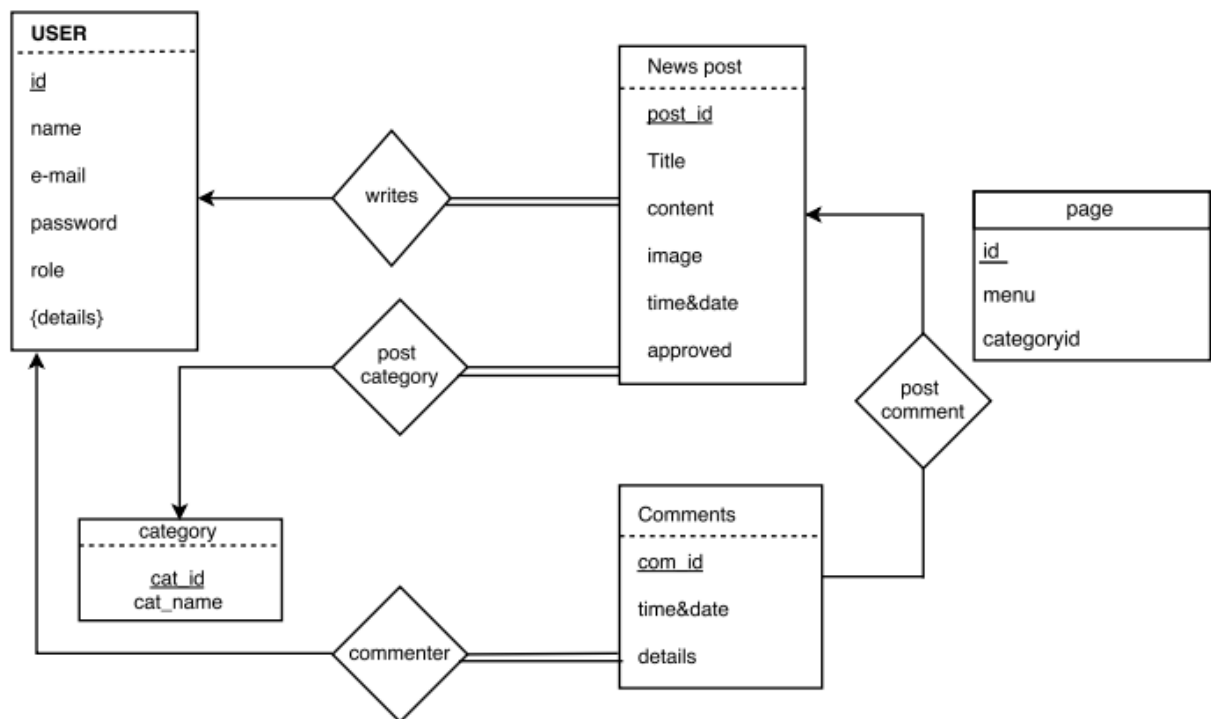 USER
id
name
e-mail
password
role
{details}
writes
News post
post_id
Title
content
image
time&date
approved
page
id
menu
categoryid
post
category
post
comment
category
cat_id
cat_name
Comments
com_id
time&date
details
commenter